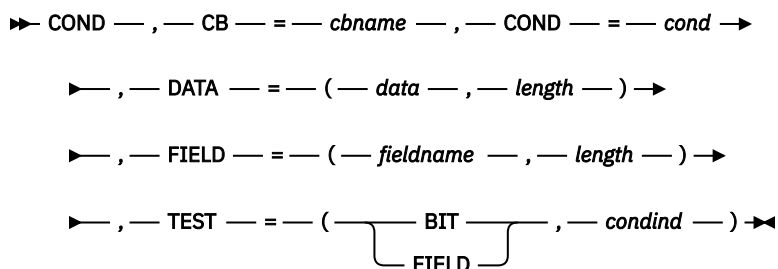 COND , CB = cbname , COND = cond
, DATA = ( data , length )
, FIELD = ( fieldname , length )
, TEST = ( BIT , condind )
FIELD